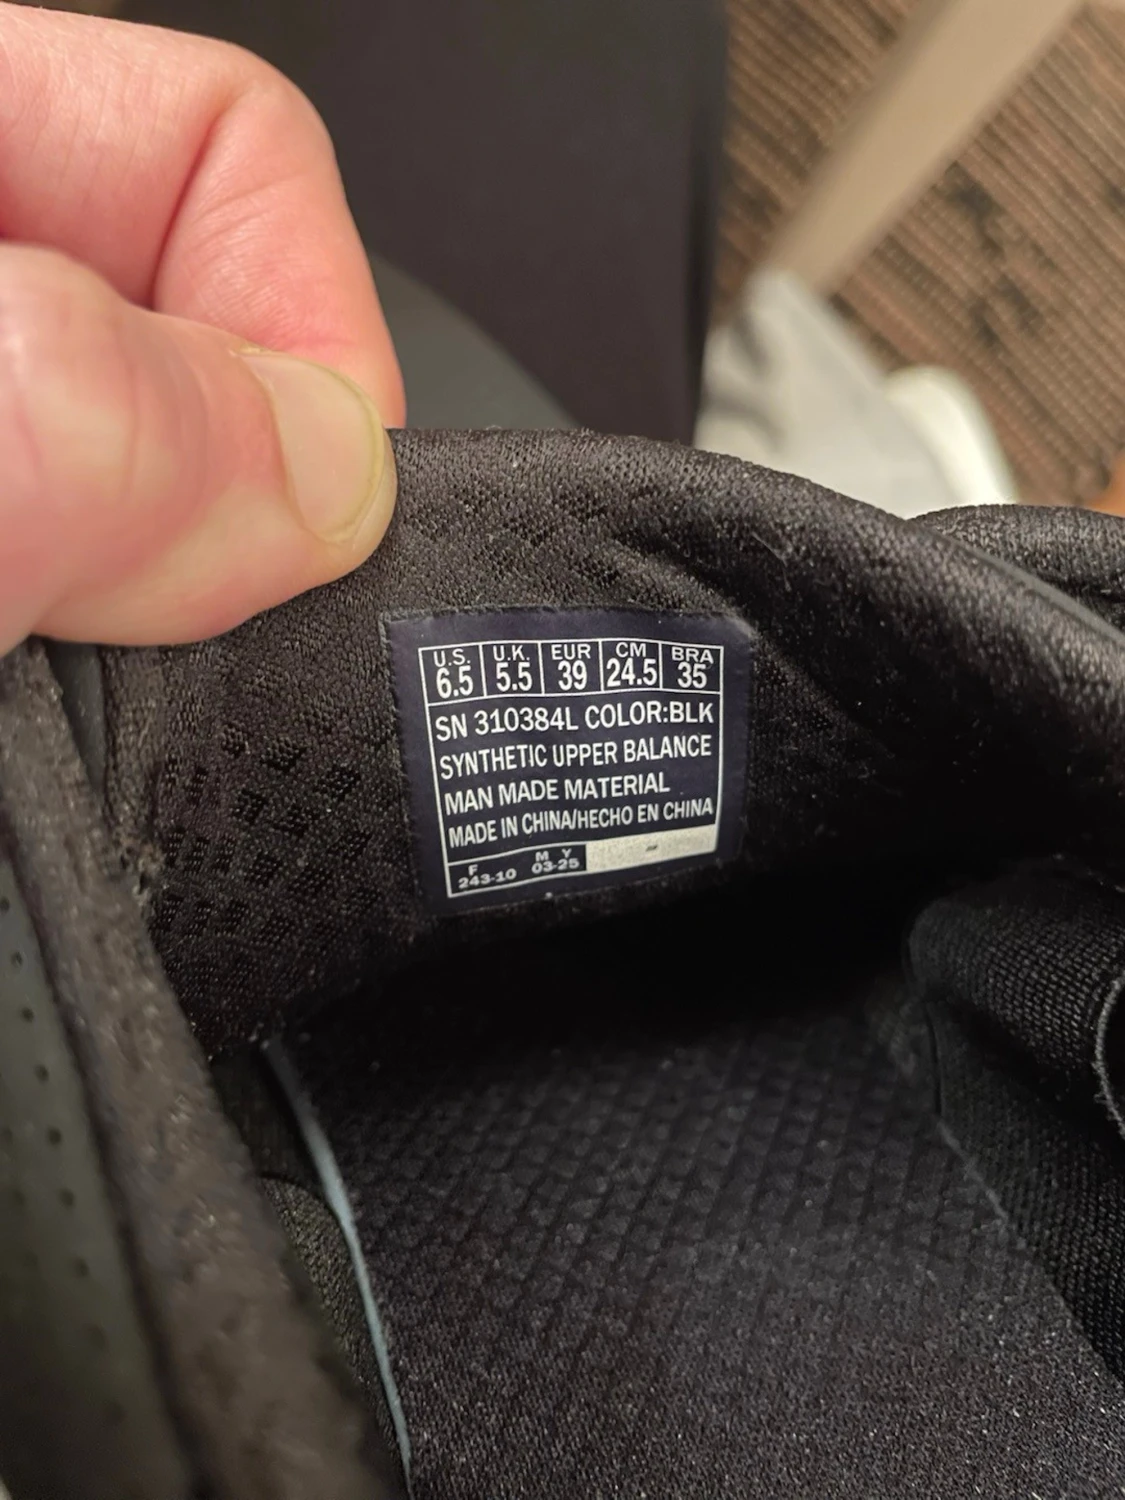 U.S. U.K. EUR CM BRA
6.5 5.5 39 24.5 35
SN 310384L COLOR:BLK
SYNTHETIC UPPER BALANCE
MAN MADE MATERIAL
MADE IN CHINA/HECHO EN CHINA
F M Y
243-10 03-25